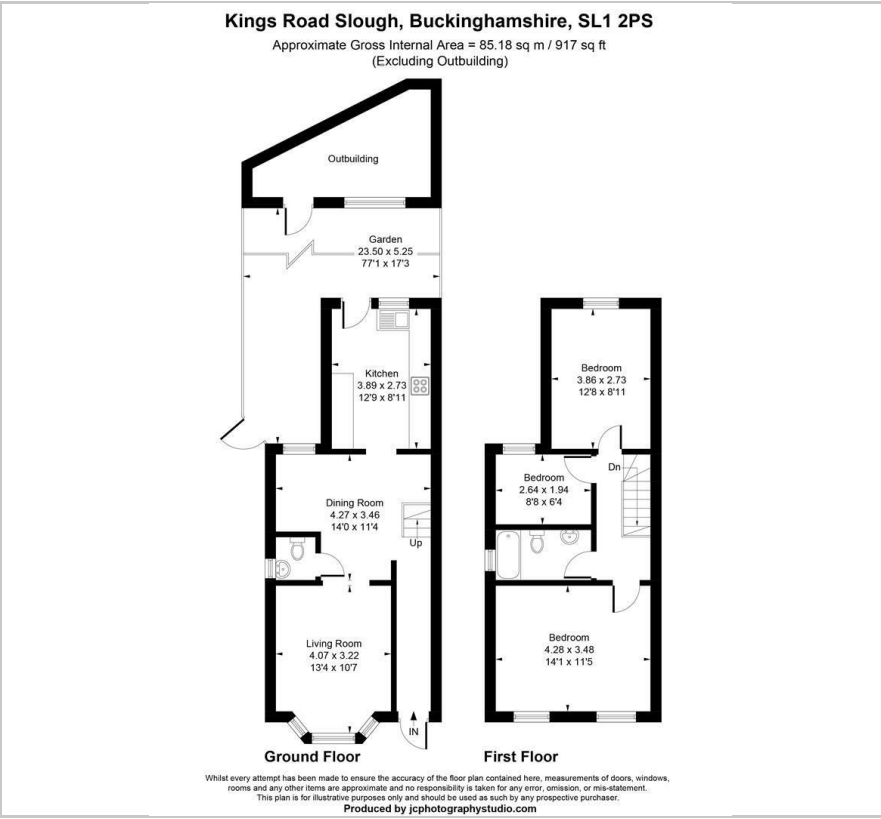 Kings Road Slough, Buckinghamshire, SL1 2PS
Approximate Gross Internal Area = 85.18 sq m / 917 sq ft
(Excluding Outbuilding)
Outbuilding
Garden
23.50 x 5.25
77'1 x 17'3
Kitchen
3.89 x 2.73
12'9 x 8'11
Dining Room
4.27 x 3.46
14'0 x 11'4
Up
Living Room
4.07 x 3.22
13'4 x 10'7
IN
Ground Floor
Bedroom
3.86 x 2.73
12'8 x 8'11
Dn
Bedroom
2.64 x 1.94
8'8 x 6'4
Bedroom
4.28 x 3.48
14'1 x 11'5
First Floor
Whilst every attempt has been made to ensure the accuracy of the floor plan contained here, measurements of doors, windows,
rooms and any other items are approximate and no responsibility is taken for any error, omission, or mis-statement.
This plan is for illustrative purposes only and should be used as such by any prospective purchaser.
Produced by jcphotographystudio.com